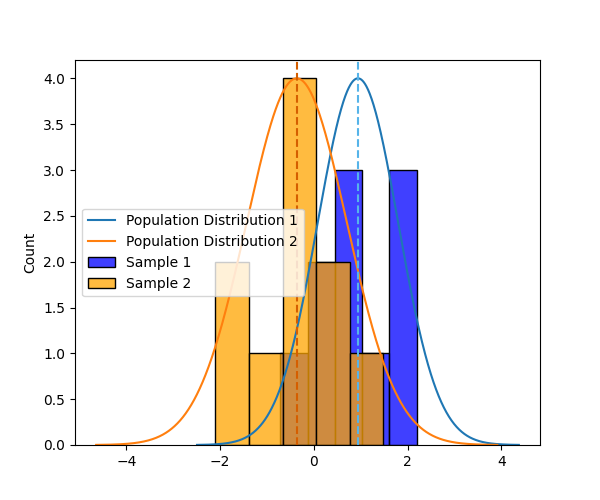 4.0
3.5
3.0
2.5
2.0
1.5
1.0
0.5
0.0
Count
Population Distribution 1
Population Distribution 2
Sample 1
Sample 2
−4
−2
0
2
4